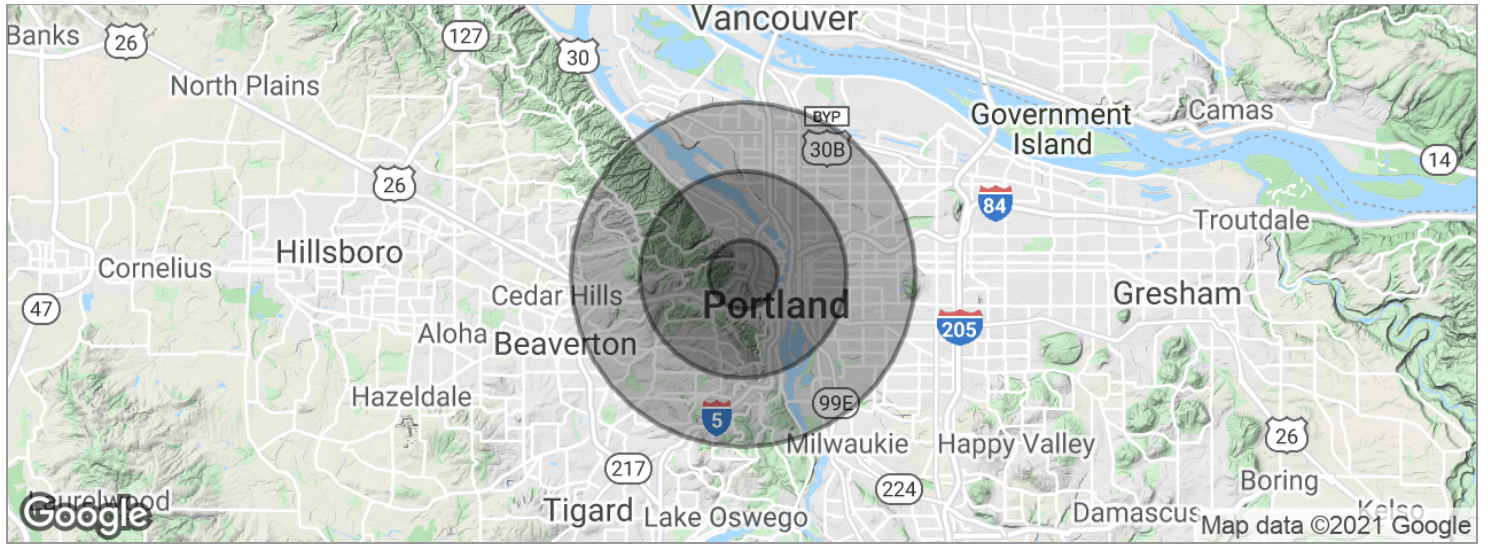 Vancouver
Banks
26
127
30
North Plains
BYP
30B
Government
Island
Camas
14
26
84
Troutdale
Hillsboro
Cornelius
47
Cedar Hills
Portland
Gresham
205
Aloha
Beaverton
Hazeldale
5
99E
Milwaukie
Happy Valley
26
217
224
Boring
Laurelwood
Google
Tigard
Lake Oswego
Damascus
Kelso
Map data ©2021 Google